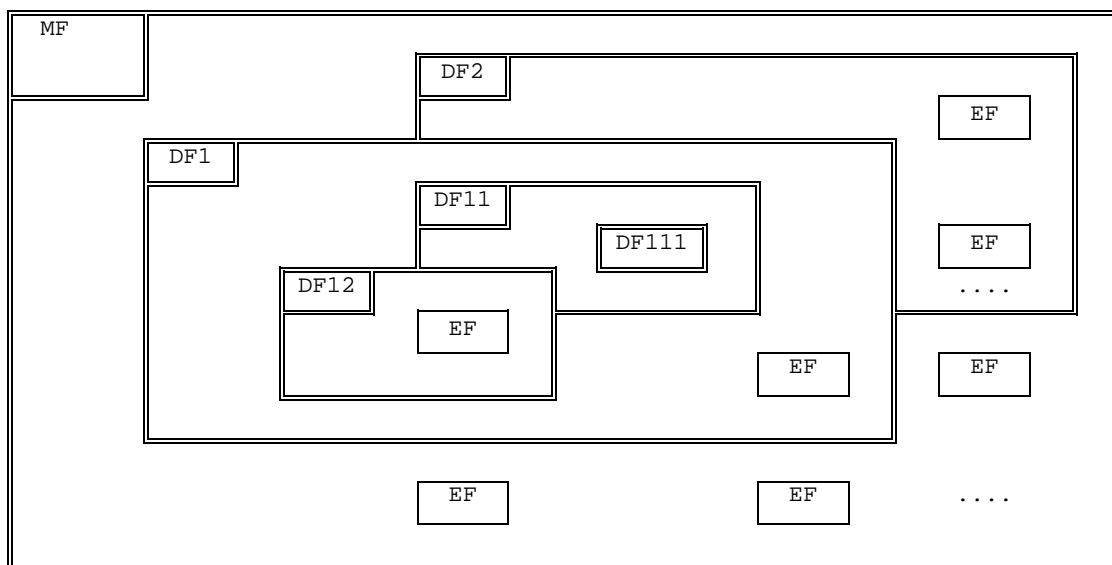 MF
DF2
EF
DF1
DF11
DF111
EF
DF12
....
EF
EF
EF
EF
EF
....